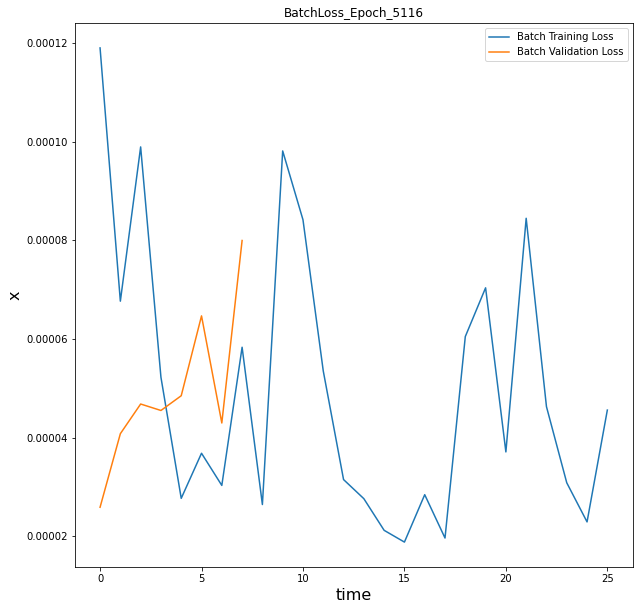 BatchLoss_Epoch_5116
Batch Training Loss
Batch Validation Loss
0.00012
0.00010
0.00008
0.00006
0.00004
0.00002
x
0 5 10 15 20 25
time